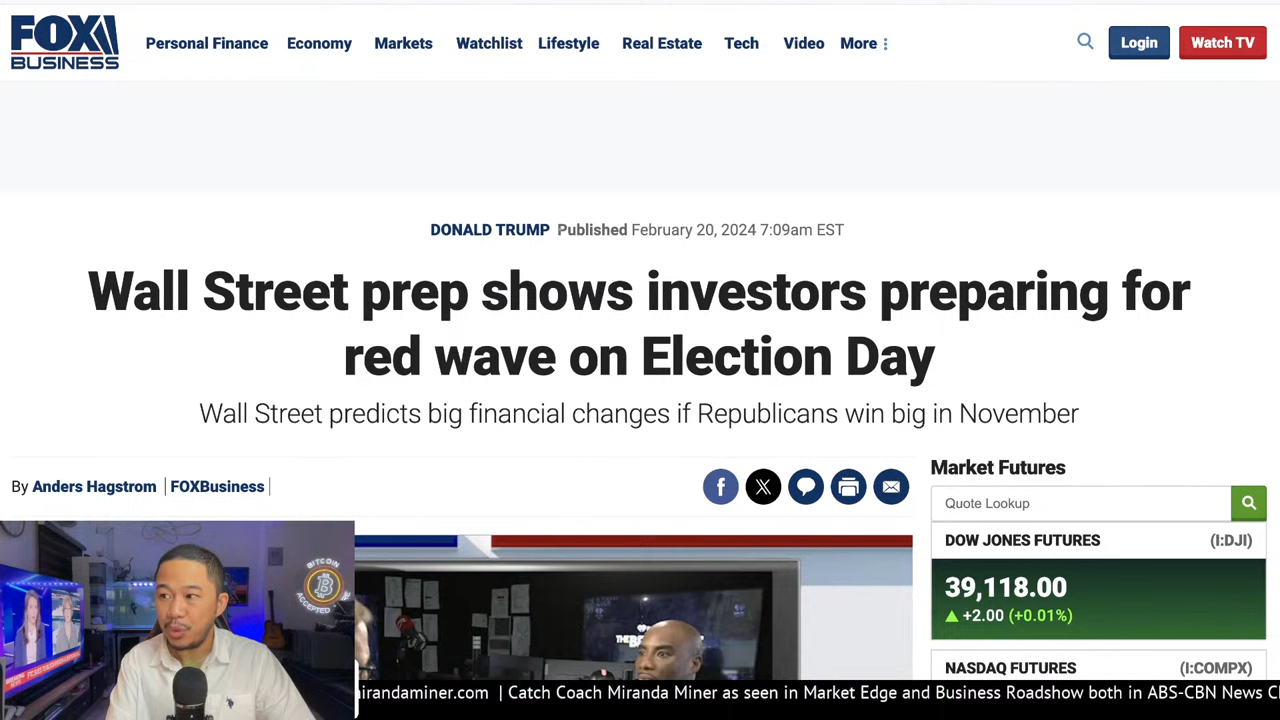 FOX
BUSINESS
Personal Finance Economy Markets Watchlist Lifestyle Real Estate Tech Video More
Login
Watch TV
DONALD TRUMP Published February 20, 2024 7:09am EST
Wall Street prep shows investors preparing for
red wave on Election Day
Wall Street predicts big financial changes if Republicans win big in November
By Anders Hagstrom | FOXBusiness |
Market Futures
Quote Lookup
DOW JONES FUTURES (I:DJI)
39,118.00
+2.00 (+0.01%)
NASDAQ FUTURES (I:COMPX)
BITCOIN
ACCEPTED
irandaminer.com | Catch Coach Miranda Miner as seen in Market Edge and Business Roadshow both in ABS-CBN News C